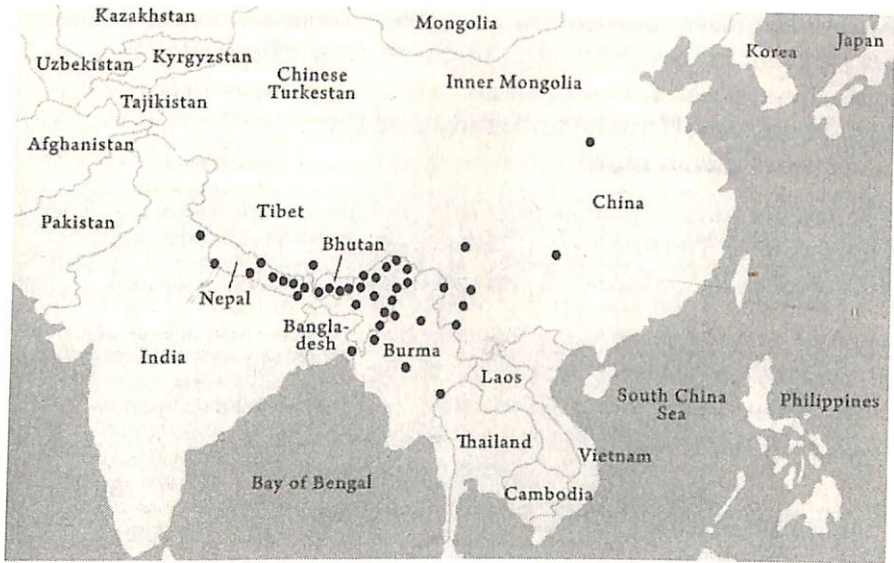 Kazakhstan
Mongolia
Japan
Korea
Uzbekistan
Kyrgyzstan
Chinese
Turkestan
Inner Mongolia
Tajikistan
Afghanistan
China
Pakistan
Tibet
Bhutan
Nepal
Bangla-
desh
India
Burma
Laos
South China
Sea
Philippines
Thailand
Vietnam
Bay of Bengal
Cambodia